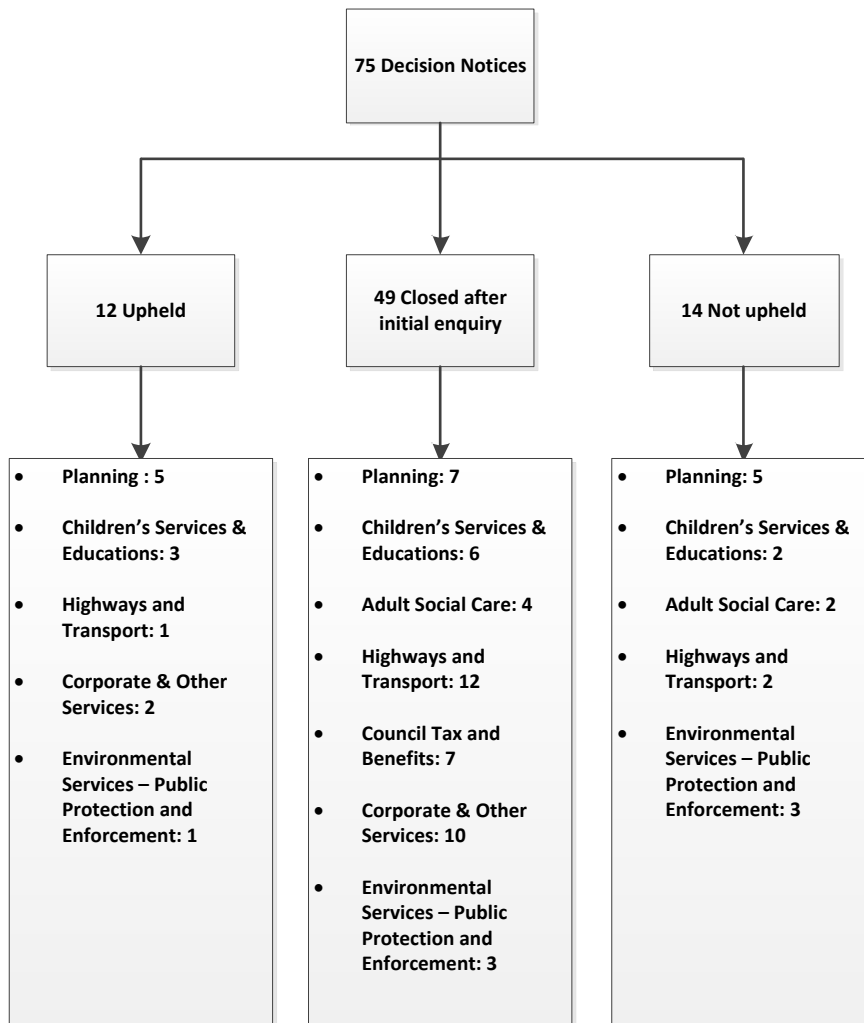 75 Decision Notices
12 Upheld
49 Closed after
initial enquiry
14 Not upheld
• Planning : 5
• Children's Services &
Educations: 3
• Highways and
Transport: 1
• Corporate & Other
Services: 2
• Environmental
Services – Public
Protection and
Enforcement: 1
• Planning: 7
• Children's Services &
Educations: 6
• Adult Social Care: 4
• Highways and
Transport: 12
• Council Tax and
Benefits: 7
• Corporate & Other
Services: 10
• Environmental
Services – Public
Protection and
Enforcement: 3
• Planning: 5
• Children's Services &
Educations: 2
• Adult Social Care: 2
• Highways and
Transport: 2
• Environmental
Services – Public
Protection and
Enforcement: 3